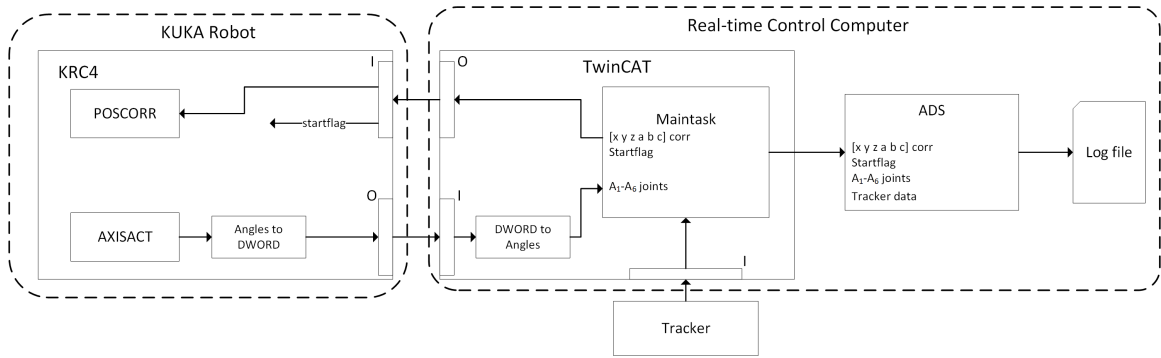 KUKA Robot
Real-time Control Computer
KRC4
I
O
TwinCAT
POSCORR
startflag
Maintask
[x y z a b c] corr
Startflag
A₁-A₆ joints
ADS
[x y z a b c] corr
Startflag
A₁-A₆ joints
Tracker data
Log file
O
I
AXISACT
Angles to
DWORD
DWORD to
Angles
I
Tracker